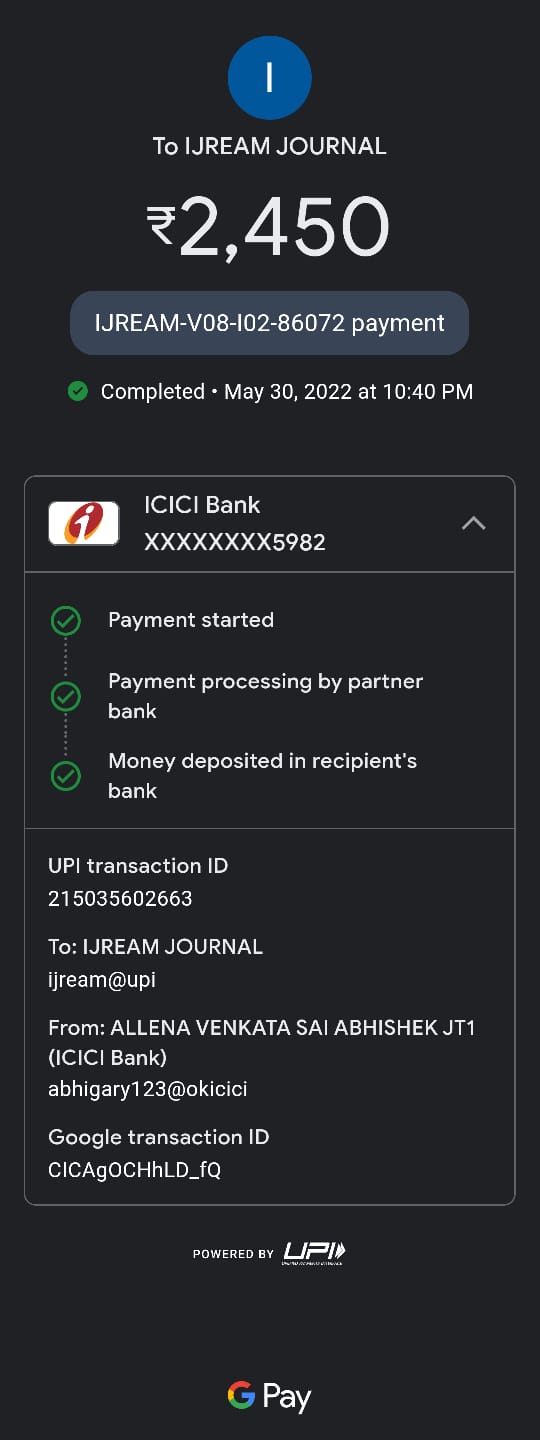 I
To IJREAM JOURNAL
₹2,450
IJREAM-V08-I02-86072 payment
Completed • May 30, 2022 at 10:40 PM
ICICI Bank
XXXXXXXX5982
Payment started
Payment processing by partner
bank
Money deposited in recipient's
bank
UPI transaction ID
215035602663
To: IJREAM JOURNAL
ijream@upi
From: ALLENA VENKATA SAI ABHISHEK JT1
(ICICI Bank)
abhigary123@okicici
Google transaction ID
CICAgOCHhLD_fQ
POWERED BY UPI
G Pay